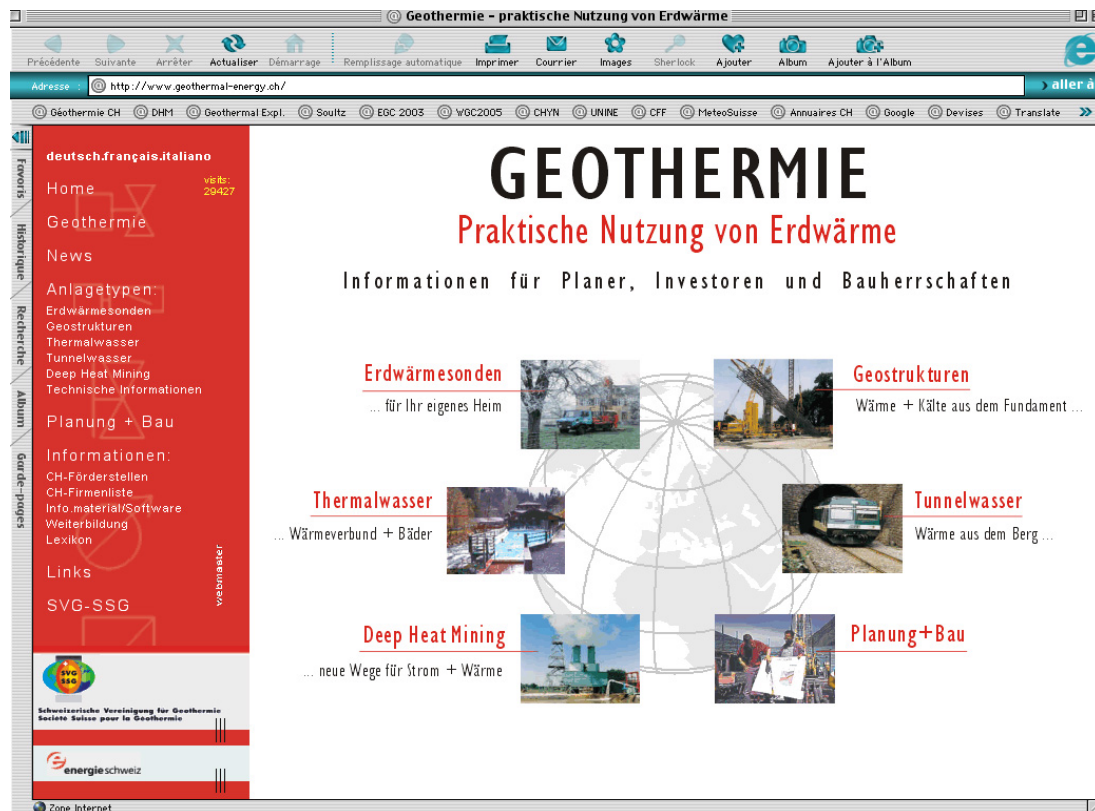 Geothermie - praktische Nutzung von Erdwärme
Précédente Suivante Arrêter Actualiser Démarrage Remplissage automatique Imprimer Courrier Images Sherlock Ajouter Album Ajouter à l'Album
Adresse : http://www.geothermal-energy.ch/ aller à
Géothermie CH DHM Geothermal Expl. Soultz EGC 2003 WGC2005 CHYN UNINE CFF MeteoSuisse Annuaires CH Google Devises Translate
Favoris
Historique
Recherche
Album
Garde-pages
deutsch.français.italiano
visits:
29427
Home
Geothermie
News
Anlagetypen:
Erdwärmesonden
Geostrukturen
Thermalwasser
Tunnelwasser
Deep Heat Mining
Technische Informationen
Planung + Bau
Informationen:
CH-Förderstellen
CH-Firmenliste
Info.material/Software
Weiterbildung
Lexikon
Links
webmaster
SVG-SSG
SVG
SSG
Schweizerische Vereinigung für Geothermie
Société Suisse pour la Géothermie
energieschweiz
GEOTHERMIE
Praktische Nutzung von Erdwärme
Informationen für Planer, Investoren und Bauherrschaften
Erdwärmesonden
... für Ihr eigenes Heim
Geostrukturen
Wärme + Kälte aus dem Fundament ...
Thermalwasser
... Wärmeverbund + Bäder
Tunnelwasser
Wärme aus dem Berg ...
Deep Heat Mining
... neue Wege für Strom + Wärme
Planung+Bau
Zone Internet